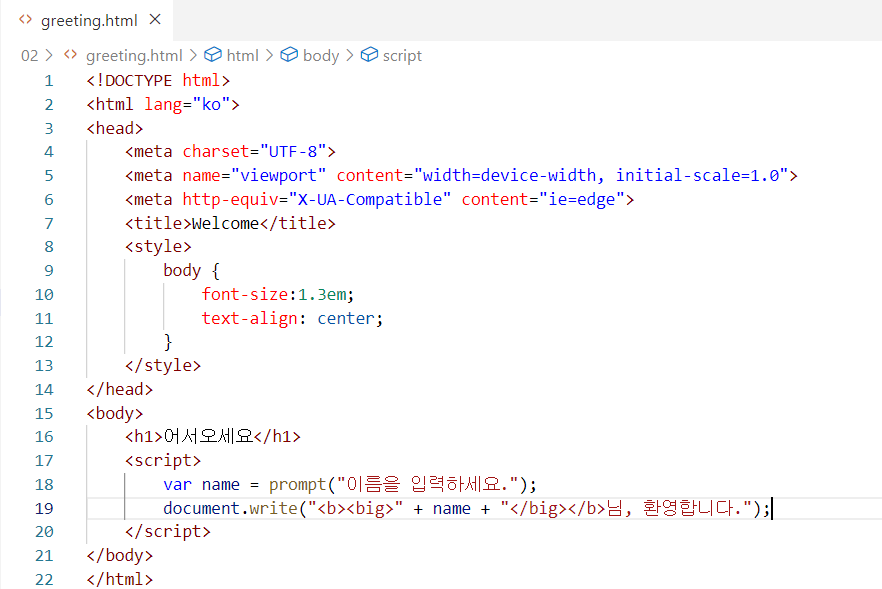 greeting.html
02 > greeting.html > html > body > script
1 <!DOCTYPE html>
2 <html lang="ko">
3 <head>
4     <meta charset="UTF-8">
5     <meta name="viewport" content="width=device-width, initial-scale=1.0">
6     <meta http-equiv="X-UA-Compatible" content="ie=edge">
7     <title>Welcome</title>
8     <style>
9         body {
10             font-size:1.3em;
11             text-align: center;
12         }
13     </style>
14 </head>
15 <body>
16     <h1>어서오세요</h1>
17     <script>
18         var name = prompt("이름을 입력하세요.");
19         document.write("<b><big>" + name + "</big></b>님, 환영합니다.");
20     </script>
21 </body>
22 </html>